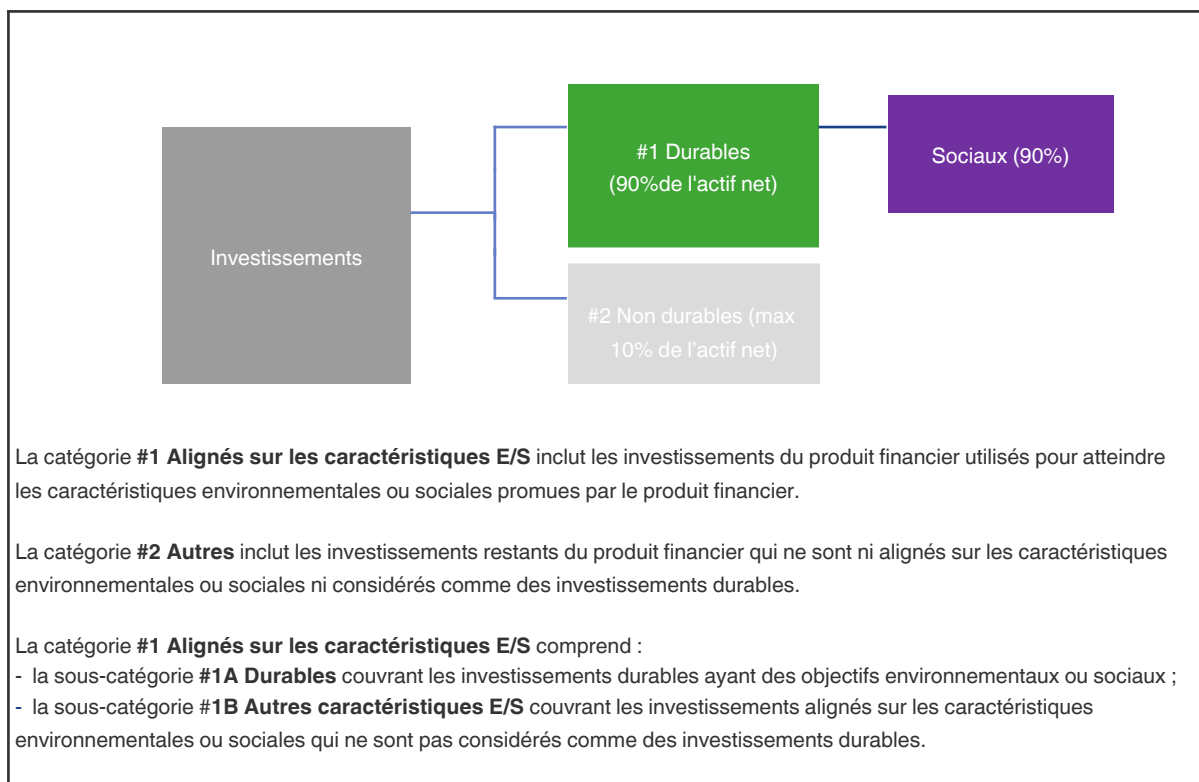 Investissements
#1 Durables
(90%de l'actif net)
Sociaux (90%)
#2 Non durables (max
10% de l'actif net)
La catégorie #1 Alignés sur les caractéristiques E/S inclut les investissements du produit financier utilisés pour atteindre
les caractéristiques environnementales ou sociales promues par le produit financier.
La catégorie #2 Autres inclut les investissements restants du produit financier qui ne sont ni alignés sur les caractéristiques
environnementales ou sociales ni considérés comme des investissements durables.
La catégorie #1 Alignés sur les caractéristiques E/S comprend :
- la sous-catégorie #1A Durables couvrant les investissements durables ayant des objectifs environnementaux ou sociaux ;
- la sous-catégorie #1B Autres caractéristiques E/S couvrant les investissements alignés sur les caractéristiques
environnementales ou sociales qui ne sont pas considérés comme des investissements durables.